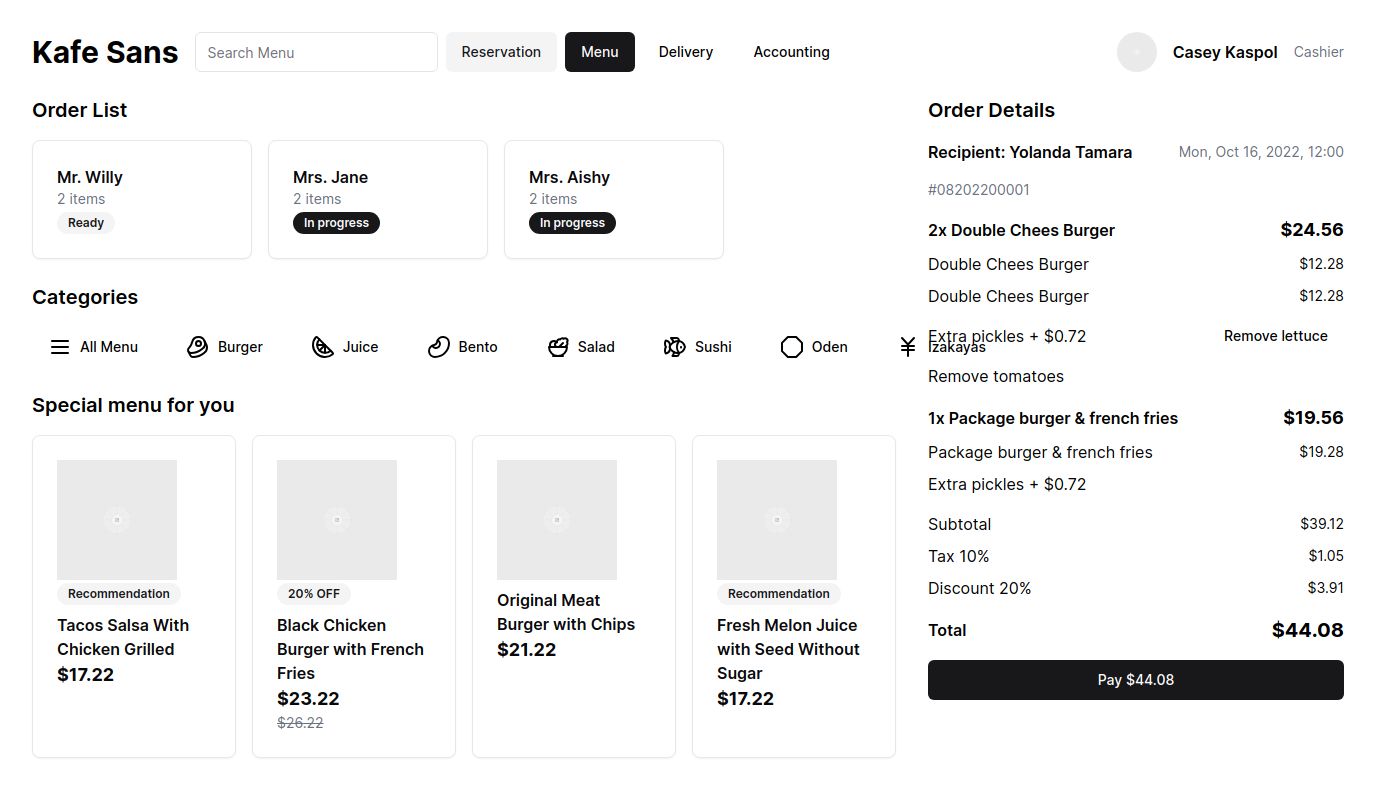 Kafe Sans
Search Menu
Reservation
Menu
Delivery
Accounting
Casey Kaspol
Cashier
Order List
Mr. Willy
2 items
Ready
Mrs. Jane
2 items
In progress
Mrs. Aishy
2 items
In progress
Categories
All Menu
Burger
Juice
Bento
Salad
Sushi
Oden
Izakayas
Special menu for you
Recommendation
Tacos Salsa With
Chicken Grilled
$17.22
20% OFF
Black Chicken
Burger with French
Fries
$23.22
$26.22
Original Meat
Burger with Chips
$21.22
Recommendation
Fresh Melon Juice
with Seed Without
Sugar
$17.22
Order Details
Recipient: Yolanda Tamara
Mon, Oct 16, 2022, 12:00
#08202200001
2x Double Chees Burger
$24.56
Double Chees Burger
$12.28
Double Chees Burger
$12.28
Extra pickles + $0.72
Remove lettuce
Remove tomatoes
1x Package burger & french fries
$19.56
Package burger & french fries
$19.28
Extra pickles + $0.72
Subtotal
$39.12
Tax 10%
$1.05
Discount 20%
$3.91
Total
$44.08
Pay $44.08